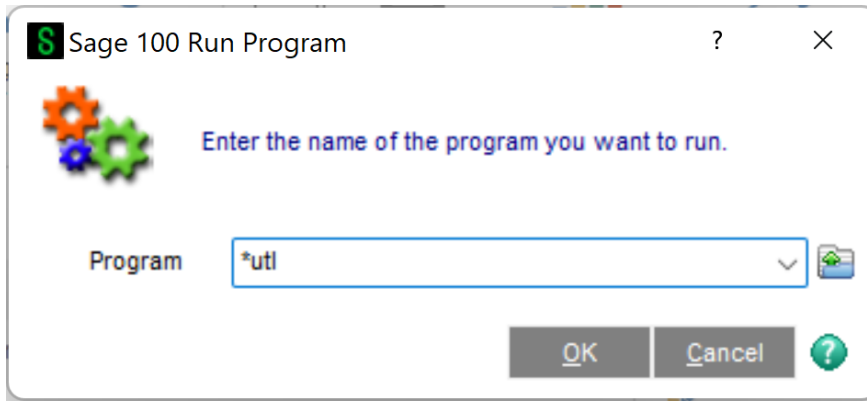 S Sage 100 Run Program ?
Enter the name of the program you want to run.
Program *utl
OK Cancel ?